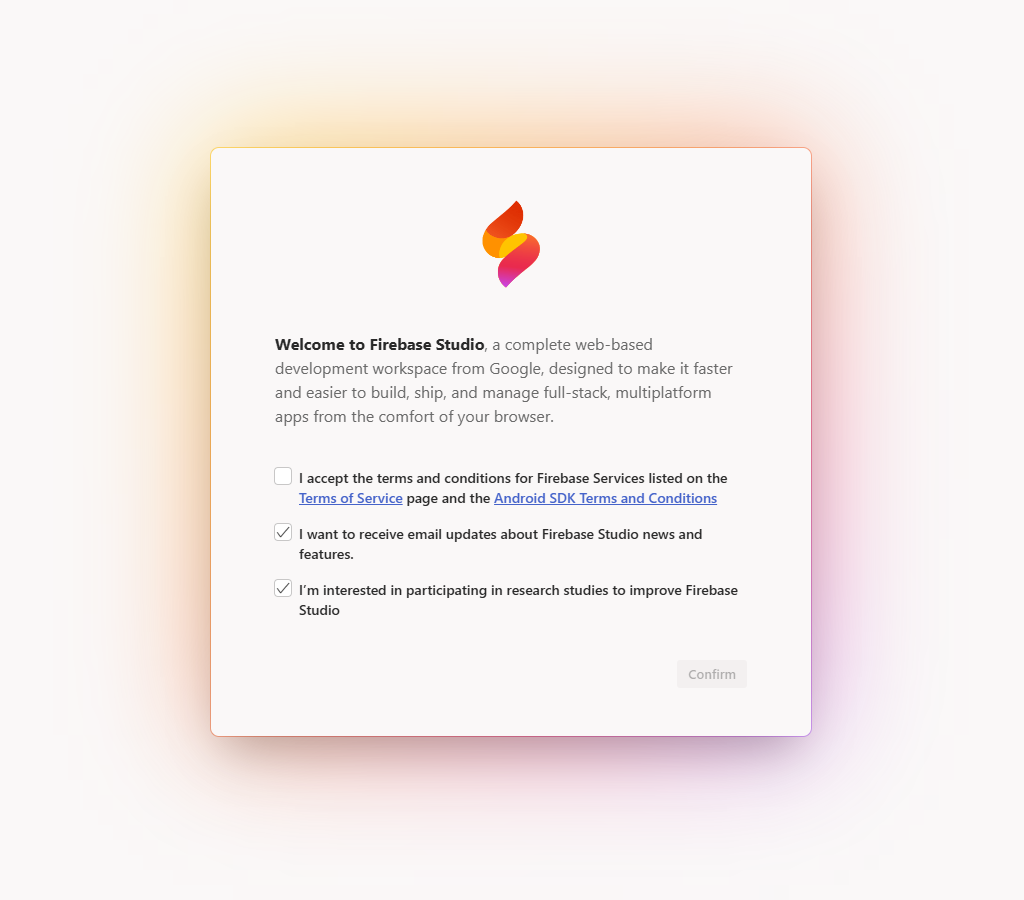 Welcome to Firebase Studio, a complete web-based
development workspace from Google, designed to make it faster
and easier to build, ship, and manage full-stack, multiplatform
apps from the comfort of your browser.
I accept the terms and conditions for Firebase Services listed on the
Terms of Service page and the Android SDK Terms and Conditions
I want to receive email updates about Firebase Studio news and
features.
I’m interested in participating in research studies to improve Firebase
Studio
Confirm